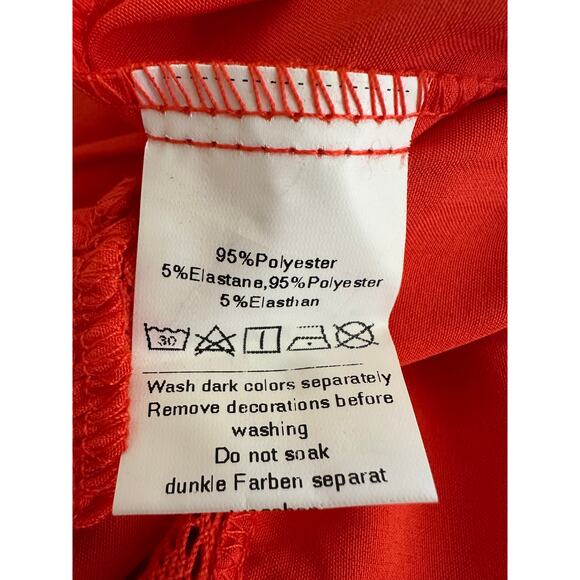 95%Polyester
5%Elastane,95%Polyester
5%Elasthan
30
Wash dark colors separately
Remove decorations before
washing
Do not soak
dunkle Farben separat